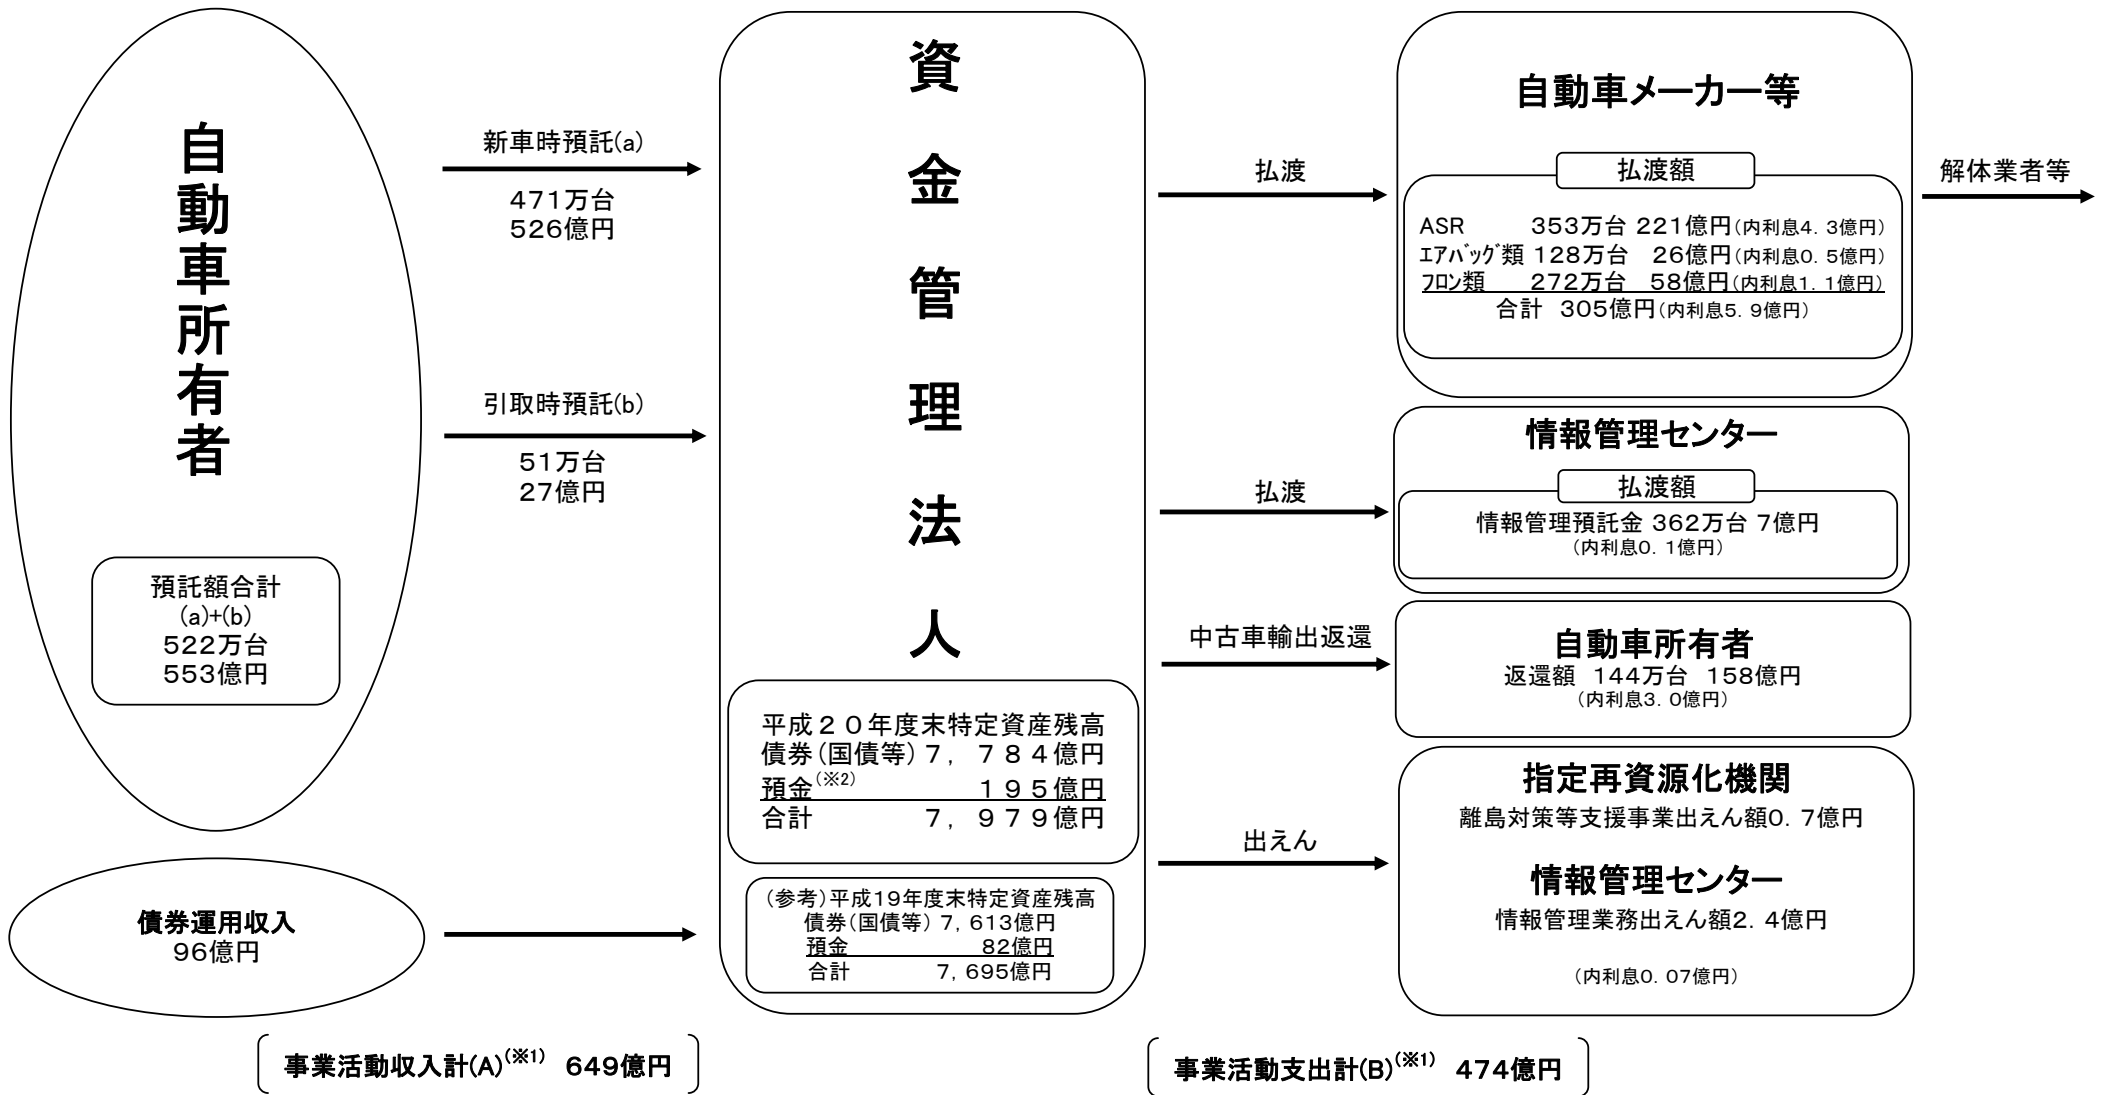 自動車所有者
預託額合計
(a)+(b)
522万台
553億円
債券運用収入
96億円
新車時預託(a)
471万台
526億円
引取時預託(b)
51万台
27億円
資金管理法人
平成２０年度末特定資産残高
債券(国債等) ７，７８４億円
預金(※2) １９５億円
合計 ７，９７９億円
(参考)平成19年度末特定資産残高
債券(国債等) 7，613億円
預金 82億円
合計 7，695億円
払渡
払渡
中古車輸出返還
出えん
自動車メーカー等
払渡額
ASR 353万台 221億円(内利息4．3億円)
ｴｱﾊﾞｯｸﾞ類 128万台 26億円(内利息0．5億円)
ﾌﾛﾝ類 272万台 58億円(内利息1．1億円)
合計 305億円(内利息5．9億円)
解体業者等
情報管理センター
払渡額
情報管理預託金 362万台 7億円
(内利息0．1億円)
自動車所有者
返還額 144万台 158億円
(内利息3．0億円)
指定再資源化機関
離島対策等支援事業出えん額0．7億円
情報管理センター
情報管理業務出えん額2．4億円
(内利息0．07億円)
事業活動収入計(A)(※1) 649億円
事業活動支出計(B)(※1) 474億円